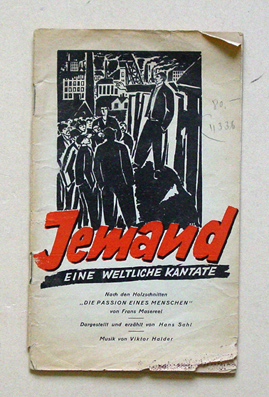 Jemand
EINE WELTLICHE KANTATE
Nach den Holzschnitten
„DIE PASSION EINES MENSCHEN"
von Frans Masereel
Dargestellt und erzählt von Hans Sahl
Musik von Viktor Halder